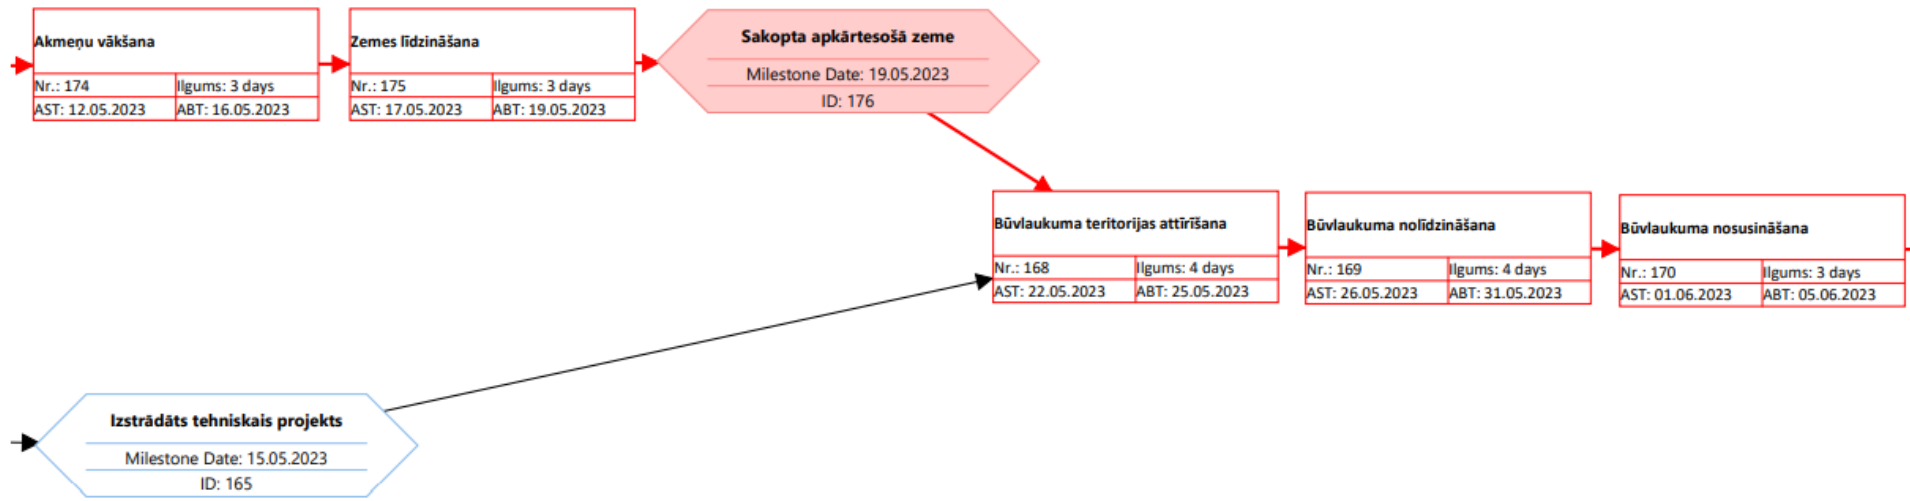 Akmeņu vākšana
Nr.: 174 Ilgums: 3 days
AST: 12.05.2023 ABT: 16.05.2023
Zemes līdzināšana
Nr.: 175 Ilgums: 3 days
AST: 17.05.2023 ABT: 19.05.2023
Sakopta apkārtesošā zeme
Milestone Date: 19.05.2023
ID: 176
Būvlaukuma teritorijas attīrīšana
Nr.: 168 Ilgums: 4 days
AST: 22.05.2023 ABT: 25.05.2023
Būvlaukuma nolīdzināšana
Nr.: 169 Ilgums: 4 days
AST: 26.05.2023 ABT: 31.05.2023
Būvlaukuma nosusināšana
Nr.: 170 Ilgums: 3 days
AST: 01.06.2023 ABT: 05.06.2023
Izstrādāts tehniskais projekts
Milestone Date: 15.05.2023
ID: 165